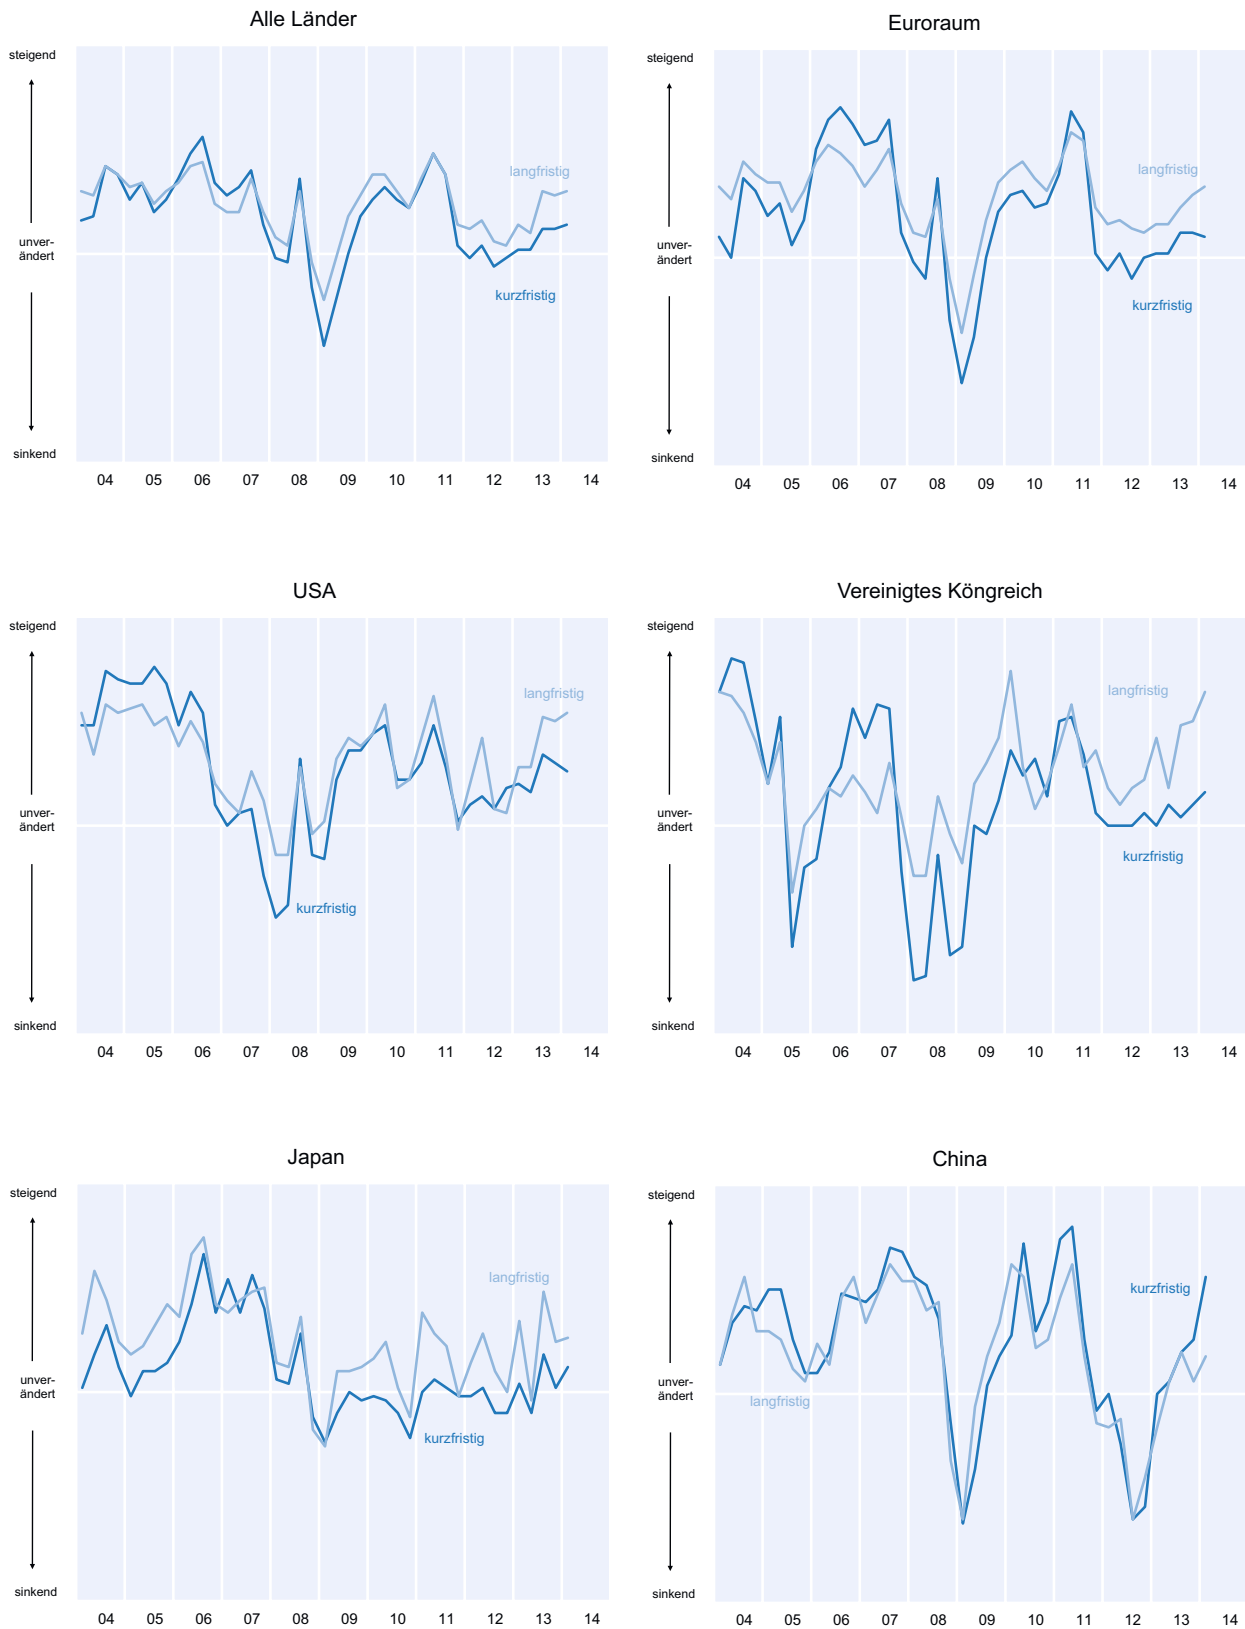 Alle Länder
steigend
langfristig
unver-
ändert
kurzfristig
sinkend
04 05 06 07 08 09 10 11 12 13 14
Euroraum
steigend
langfristig
unver-
ändert
kurzfristig
sinkend
04 05 06 07 08 09 10 11 12 13 14
USA
steigend
langfristig
unver-
ändert
kurzfristig
sinkend
04 05 06 07 08 09 10 11 12 13 14
Vereinigtes Köngreich
steigend
langfristig
unver-
ändert
kurzfristig
sinkend
04 05 06 07 08 09 10 11 12 13 14
Japan
steigend
langfristig
unver-
ändert
kurzfristig
sinkend
04 05 06 07 08 09 10 11 12 13 14
China
steigend
kurzfristig
unver-
ändert
langfristig
sinkend
04 05 06 07 08 09 10 11 12 13 14